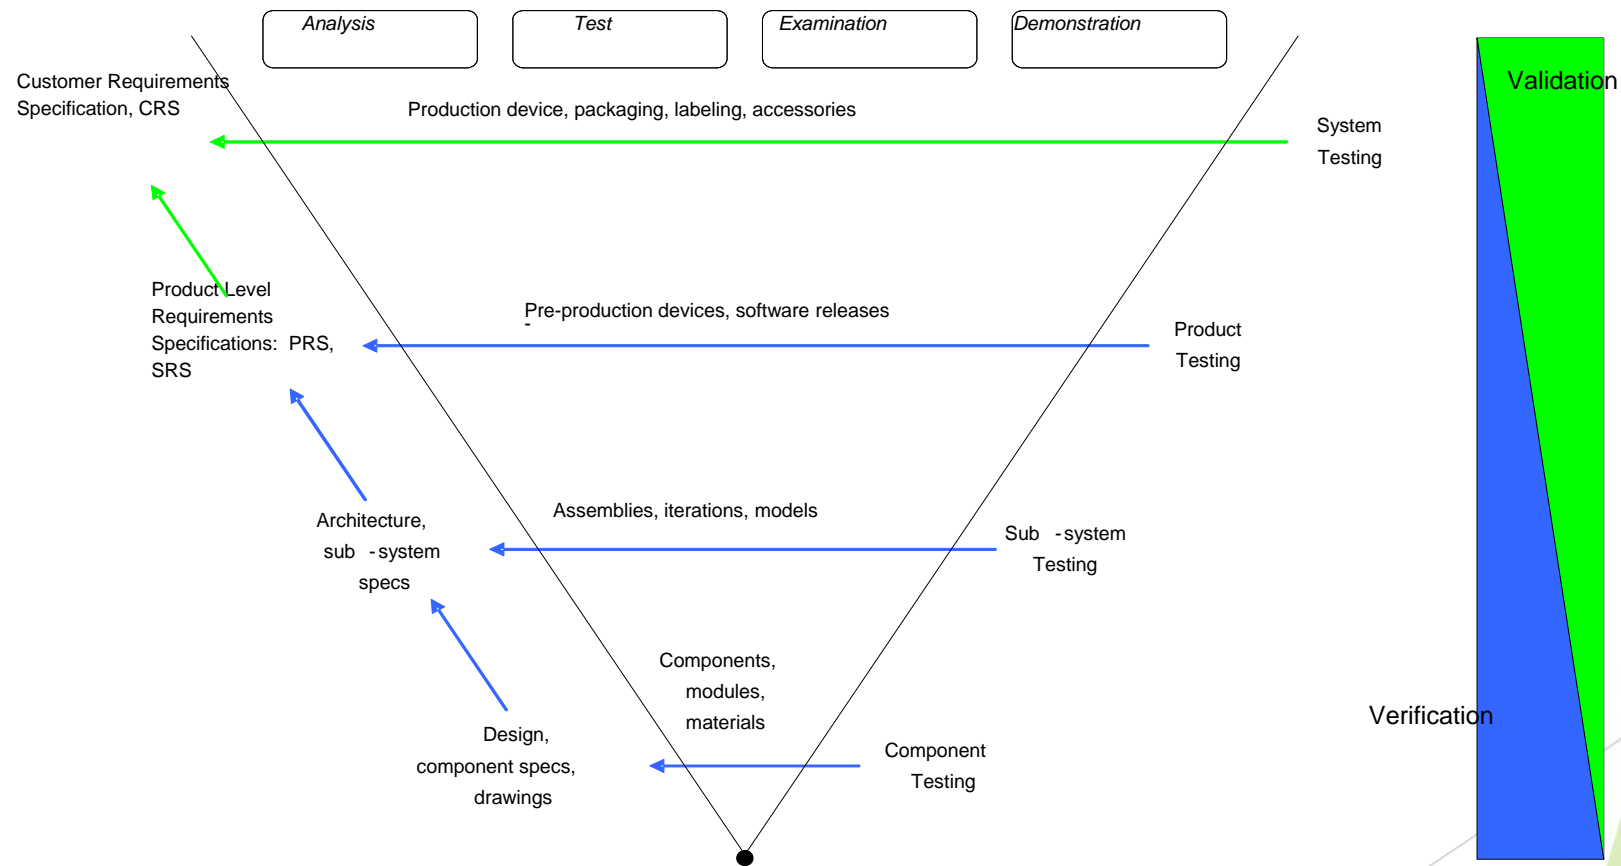 Analysis
Test
Examination
Demonstration
Customer Requirements
Specification, CRS
Production device, packaging, labeling, accessories
System
Testing
Validation
Product Level
Requirements
Specifications: PRS,
SRS
Pre-production devices, software releases
-
Product
Testing
Architecture,
sub -system
specs
Assemblies, iterations, models
Sub -system
Testing
Components,
modules,
materials
Verification
Design,
component specs,
drawings
Component
Testing